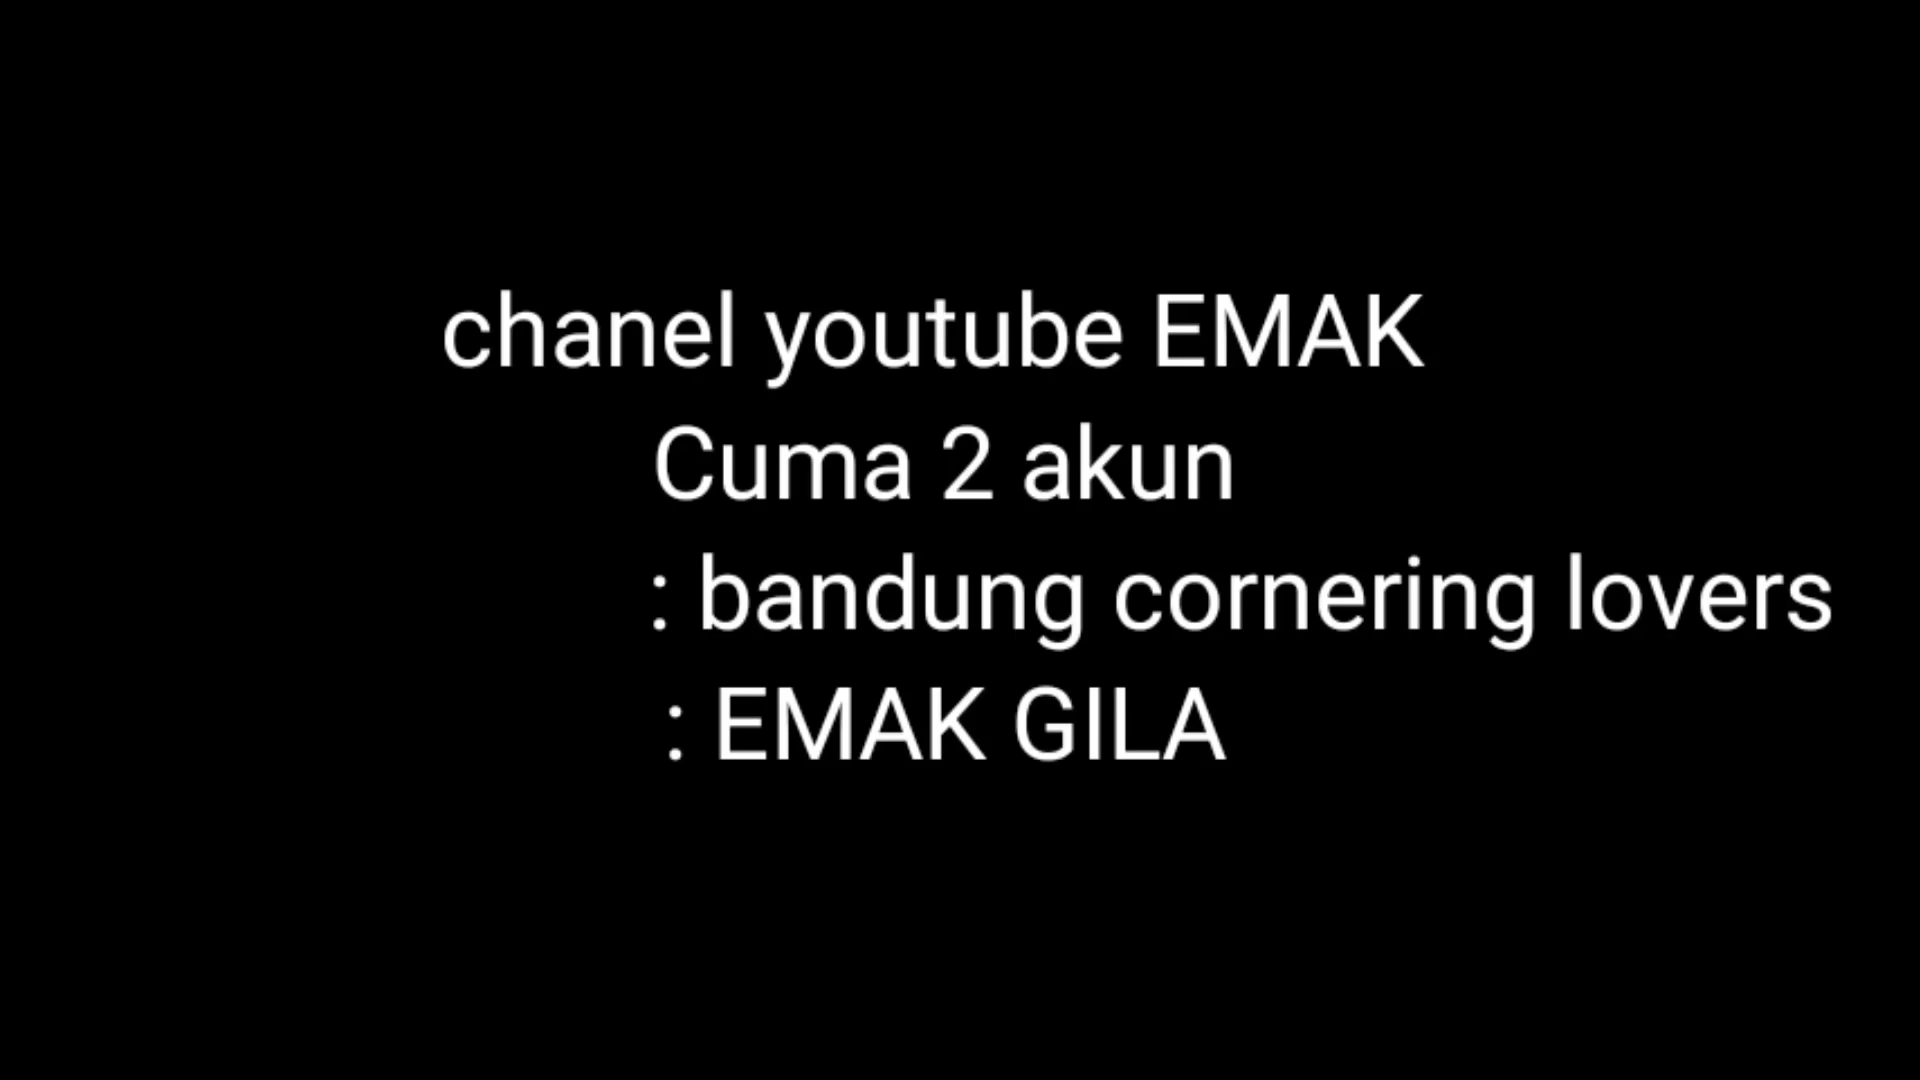 chanel youtube EMAK
Cuma 2 akun
: bandung cornering lovers
: EMAK GILA